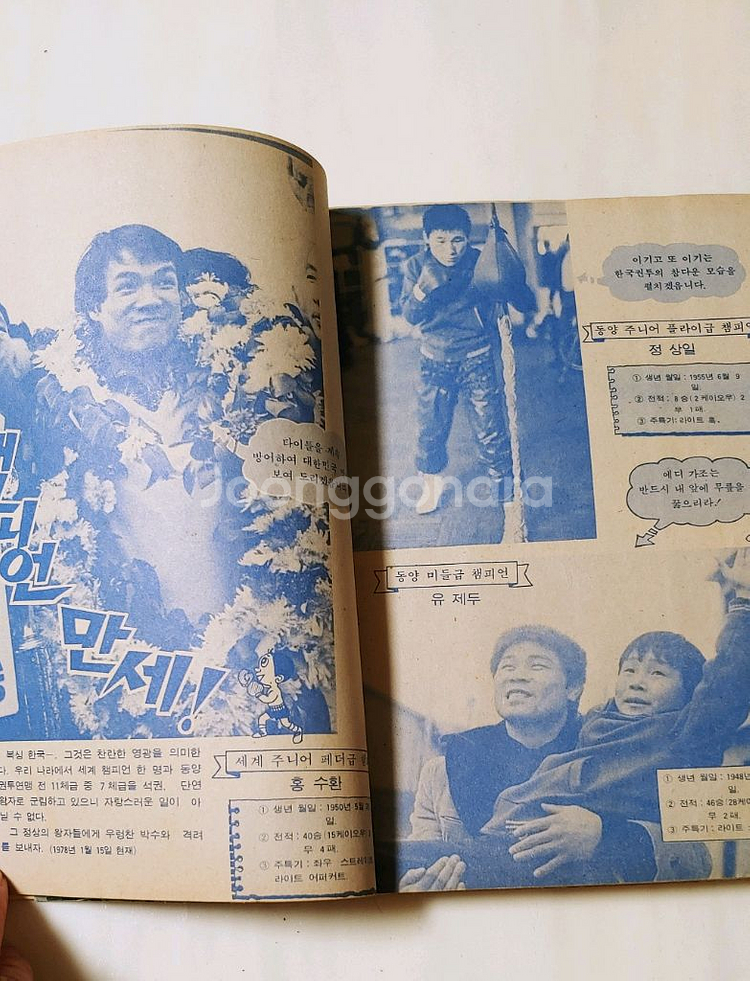 피언
만세!
타이틀을
방어하여 대한민국
보여 드리겠
복싱 한국—. 그것은 찬란한 영광을 의미한
다. 우리 나라에서 세계 챔피언 한 명과 동양
권투연맹 전 11체급 중 7체급을 석권, 단연
왕자로 군림하고 있으니 자랑스러운 일이 아
닐 수 없다.
그 정상의 왕자들에게 우렁찬 박수와 격려
를 보내자. (1978년 1월 15일 현재)
세계 주니어 페더급
홍 수환
① 생년 월일 : 1950년 5월
일.
② 전적 : 40승 (15케이오우)
무 4패.
③ 주특기 : 좌우 스트레이
라이트 어퍼커트.
이기고 또 이기는
한국권투의 참다운 모습을
펼치겠읍니다.
동양 주니어 플라이급 챔피언
정 상일
① 생년 월일 : 1955년 6월 9
일.
② 전적 : 8승 (2케이오우) 2
무 1패.
③ 주특기 : 라이트 훅.
에디 가조는
반드시 내 앞에 무릎을
꿇으리라!
동양 미들급 챔피언
유 제두
① 생년 월일 : 1948년
일.
② 전적 : 46승 (28케이
무 2패.
③ 주특기 : 라이트
Joonggonara